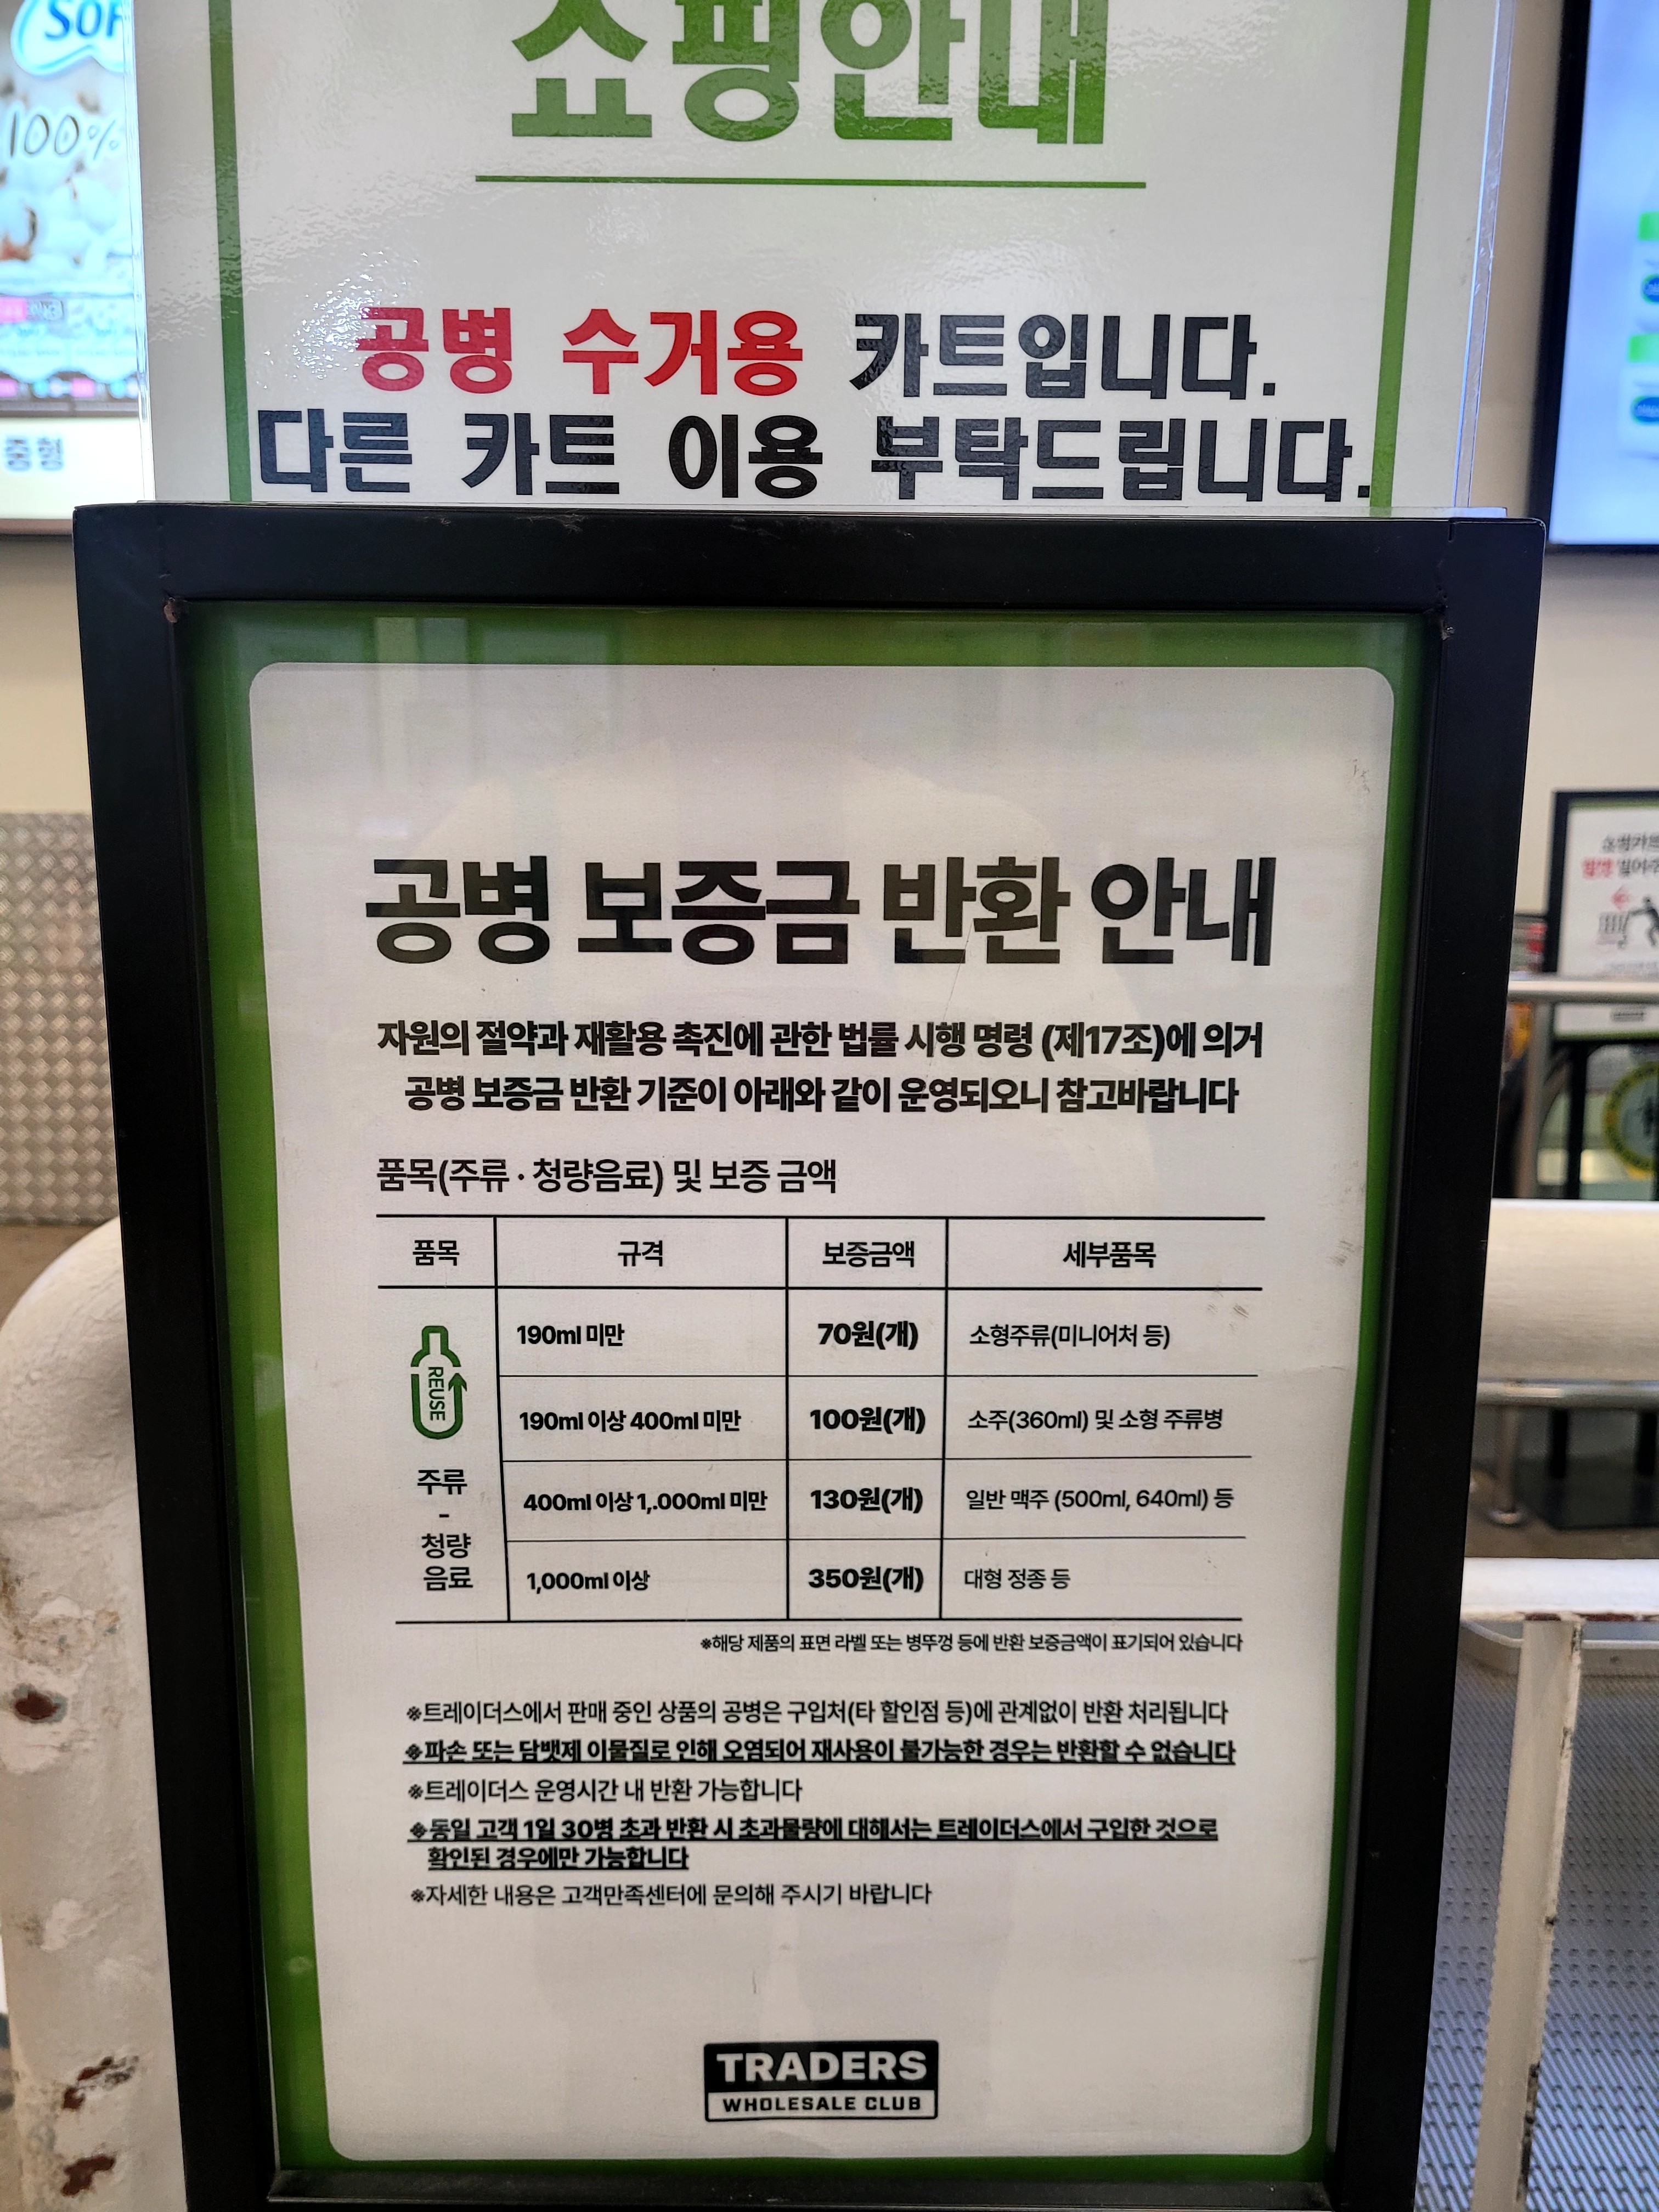 SOF
100%
중형
쇼핑안내
공병 수거용 카트입니다.
다른 카트 이용 부탁드립니다.
공병 보증금 반환 안내
자원의 절약과 재활용 촉진에 관한 법률 시행 명령 (제17조)에 의거
공병 보증금 반환 기준이 아래와 같이 운영되오니 참고바랍니다
품목(주류 · 청량음료) 및 보증 금액
품목 규격 보증금액 세부품목
190ml 미만 70원(개) 소형주류(미니어처 등)
REUSE
190ml 이상 400ml 미만 100원(개) 소주(360ml) 및 소형 주류병
주류
-
청량
음료
400ml 이상 1,.000ml 미만 130원(개) 일반 맥주 (500ml, 640ml) 등
1,000ml 이상 350원(개) 대형 정종 등
※해당 제품의 표면 라벨 또는 병뚜껑 등에 반환 보증금액이 표기되어 있습니다
※트레이더스에서 판매 중인 상품의 공병은 구입처(타 할인점 등)에 관계없이 반환 처리됩니다
※파손 또는 담뱃제 이물질로 인해 오염되어 재사용이 불가능한 경우는 반환할 수 없습니다
※트레이더스 운영시간 내 반환 가능합니다
※동일 고객 1일 30병 초과 반환 시 초과물량에 대해서는 트레이더스에서 구입한 것으로
확인된 경우에만 가능합니다
※자세한 내용은 고객만족센터에 문의해 주시기 바랍니다
TRADERS
WHOLESALE CLUB